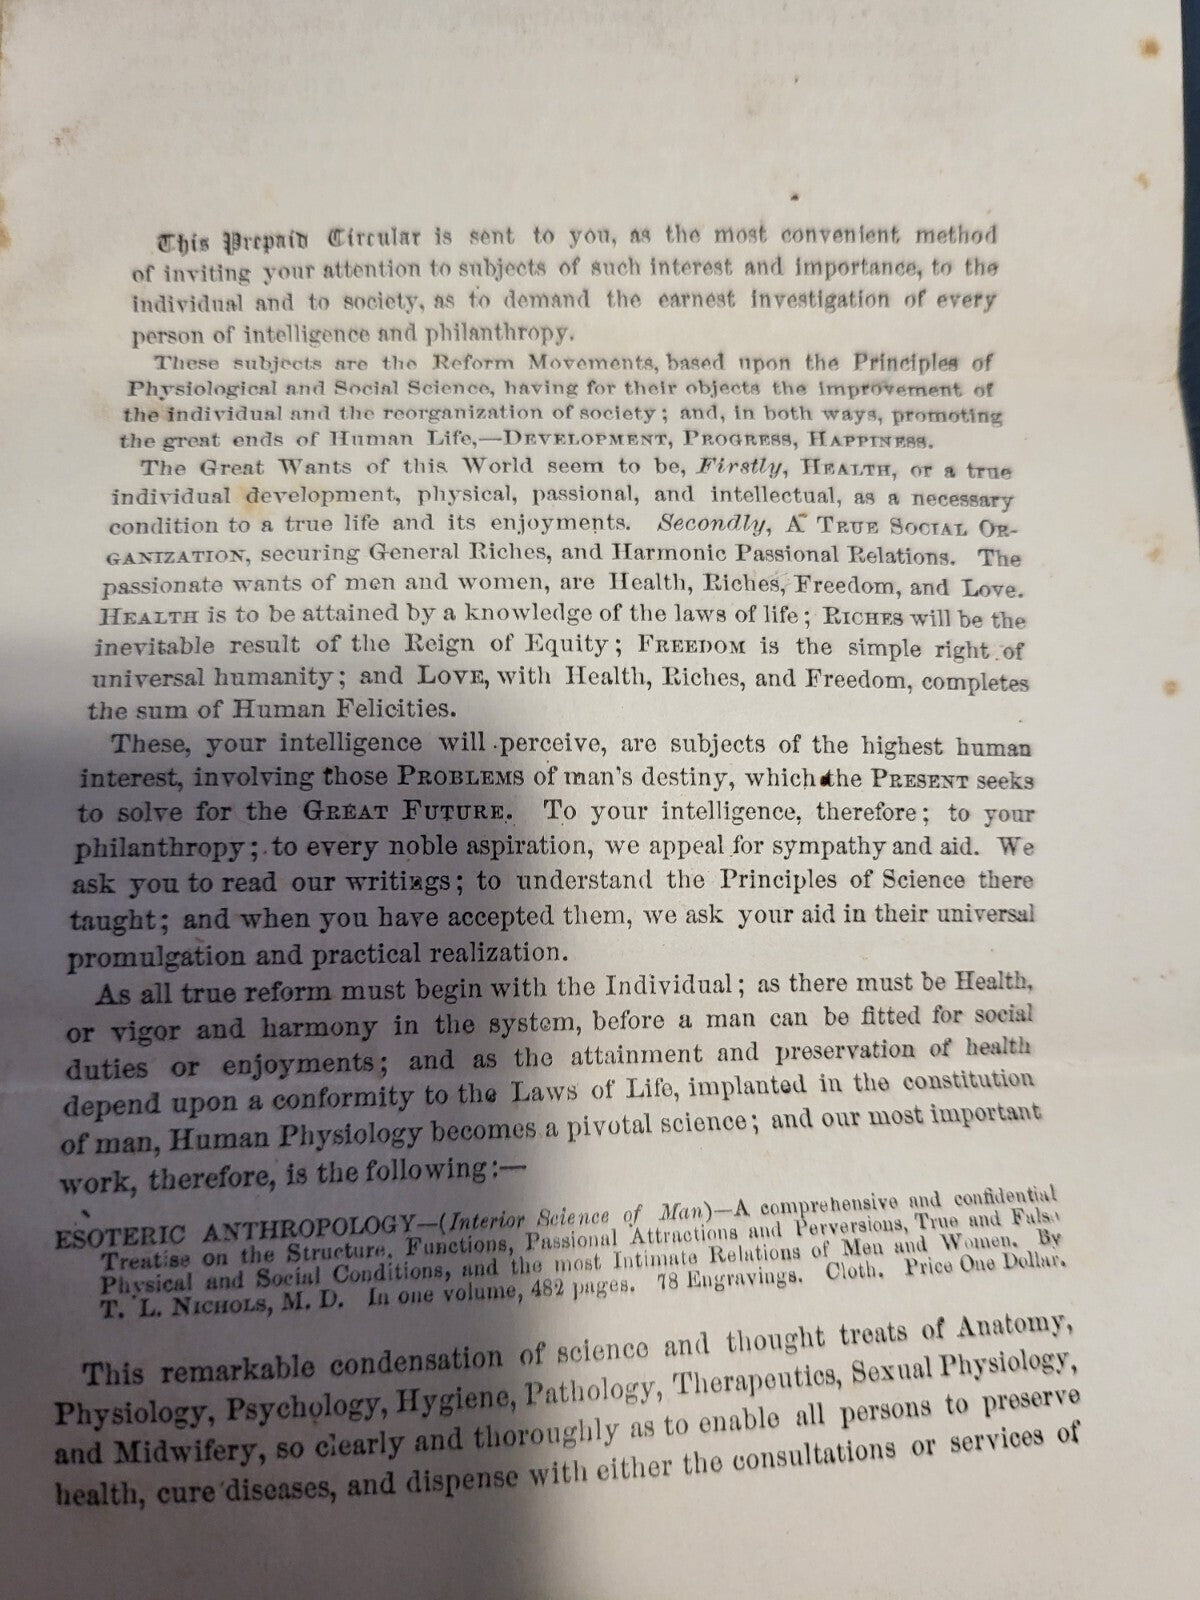 This Prepaid Circular is sent to you, as the most convenient method
of inviting your attention to subjects of such interest and importance, to the
individual and to society, as to demand the earnest investigation of every
person of intelligence and philanthropy.
These subjects are the Reform Movements, based upon the Principles of
Physiological and Social Science, having for their objects the improvement of
the individual and the reorganization of society; and, in both ways, promoting
the great ends of Human Life,—DEVELOPMENT, PROGRESS, HAPPINESS.
The Great Wants of this World seem to be, Firstly, HEALTH, or a true
individual development, physical, passional, and intellectual, as a necessary
condition to a true life and its enjoyments. Secondly, A TRUE SOCIAL OR-
GANIZATION, securing General Riches, and Harmonic Passional Relations. The
passionate wants of men and women, are Health, Riches, Freedom, and Love.
HEALTH is to be attained by a knowledge of the laws of life; RICHES will be the
inevitable result of the Reign of Equity; FREEDOM is the simple right of
universal humanity; and LOVE, with Health, Riches, and Freedom, completes
the sum of Human Felicities.
These, your intelligence will perceive, are subjects of the highest human
interest, involving those PROBLEMS of man's destiny, which the PRESENT seeks
to solve for the GREAT FUTURE. To your intelligence, therefore; to your
philanthropy; to every noble aspiration, we appeal for sympathy and aid. We
ask you to read our writings; to understand the Principles of Science there
taught; and when you have accepted them, we ask your aid in their universal
promulgation and practical realization.
As all true reform must begin with the Individual; as there must be Health,
or vigor and harmony in the system, before a man can be fitted for social
duties or enjoyments; and as the attainment and preservation of health
depend upon a conformity to the Laws of Life, implanted in the constitution
of man, Human Physiology becomes a pivotal science; and our most important
work, therefore, is the following:—
ESOTERIC ANTHROPOLOGY—(Interior Science of Man)—A comprehensive and confidential
Treatise on the Structure, Functions, Passional Attractions and Perversions, True and False
Physical and Social Conditions, and the most Intimate Relations of Men and Women. By
T. L. NICHOLS, M. D. In one volume, 482 pages. 78 Engravings. Cloth. Price One Dollar.
This remarkable condensation of science and thought treats of Anatomy,
Physiology, Psychology, Hygiene, Pathology, Therapeutics, Sexual Physiology,
and Midwifery, so clearly and thoroughly as to enable all persons to preserve
health, cure diseases, and dispense with either the consultations or services of